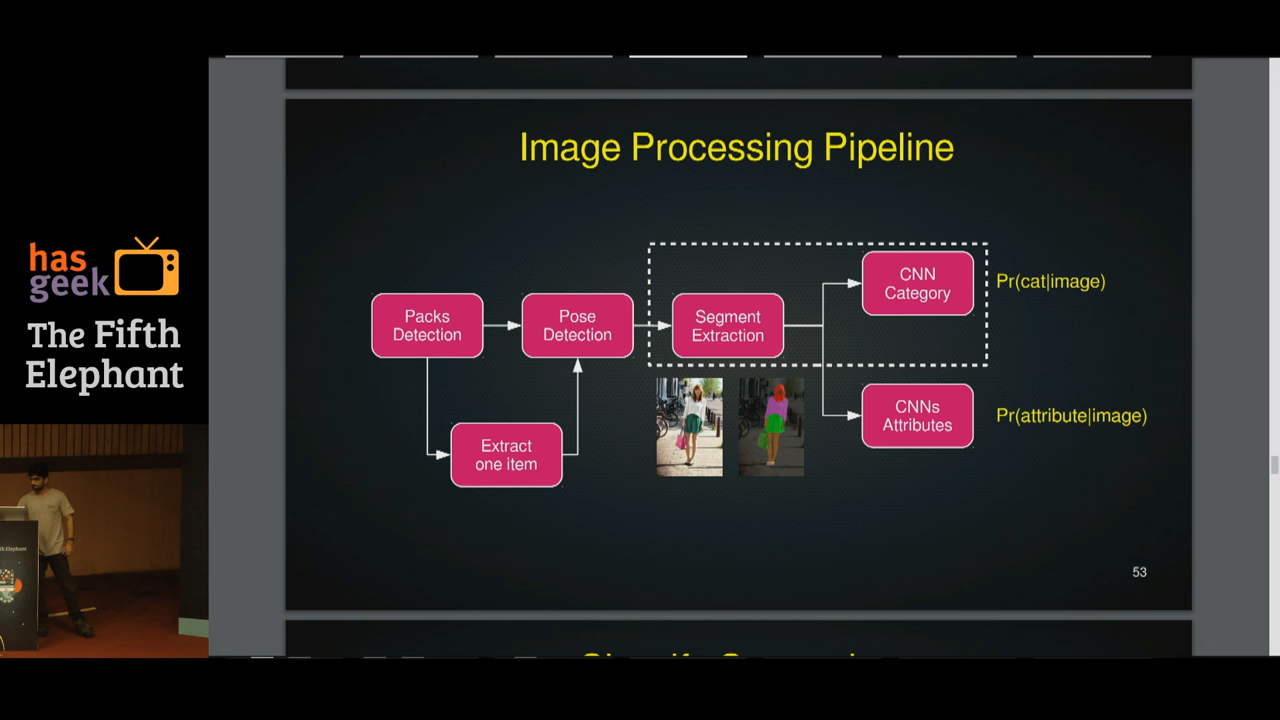 Image Processing Pipeline
has
geek
The Fifth
Elephant
Packs
Detection
Pose
Detection
Segment
Extraction
CNN
Category
Pr(cat|image)
Extract
one item
CNNs
Attributes
Pr(attribute|image)
53